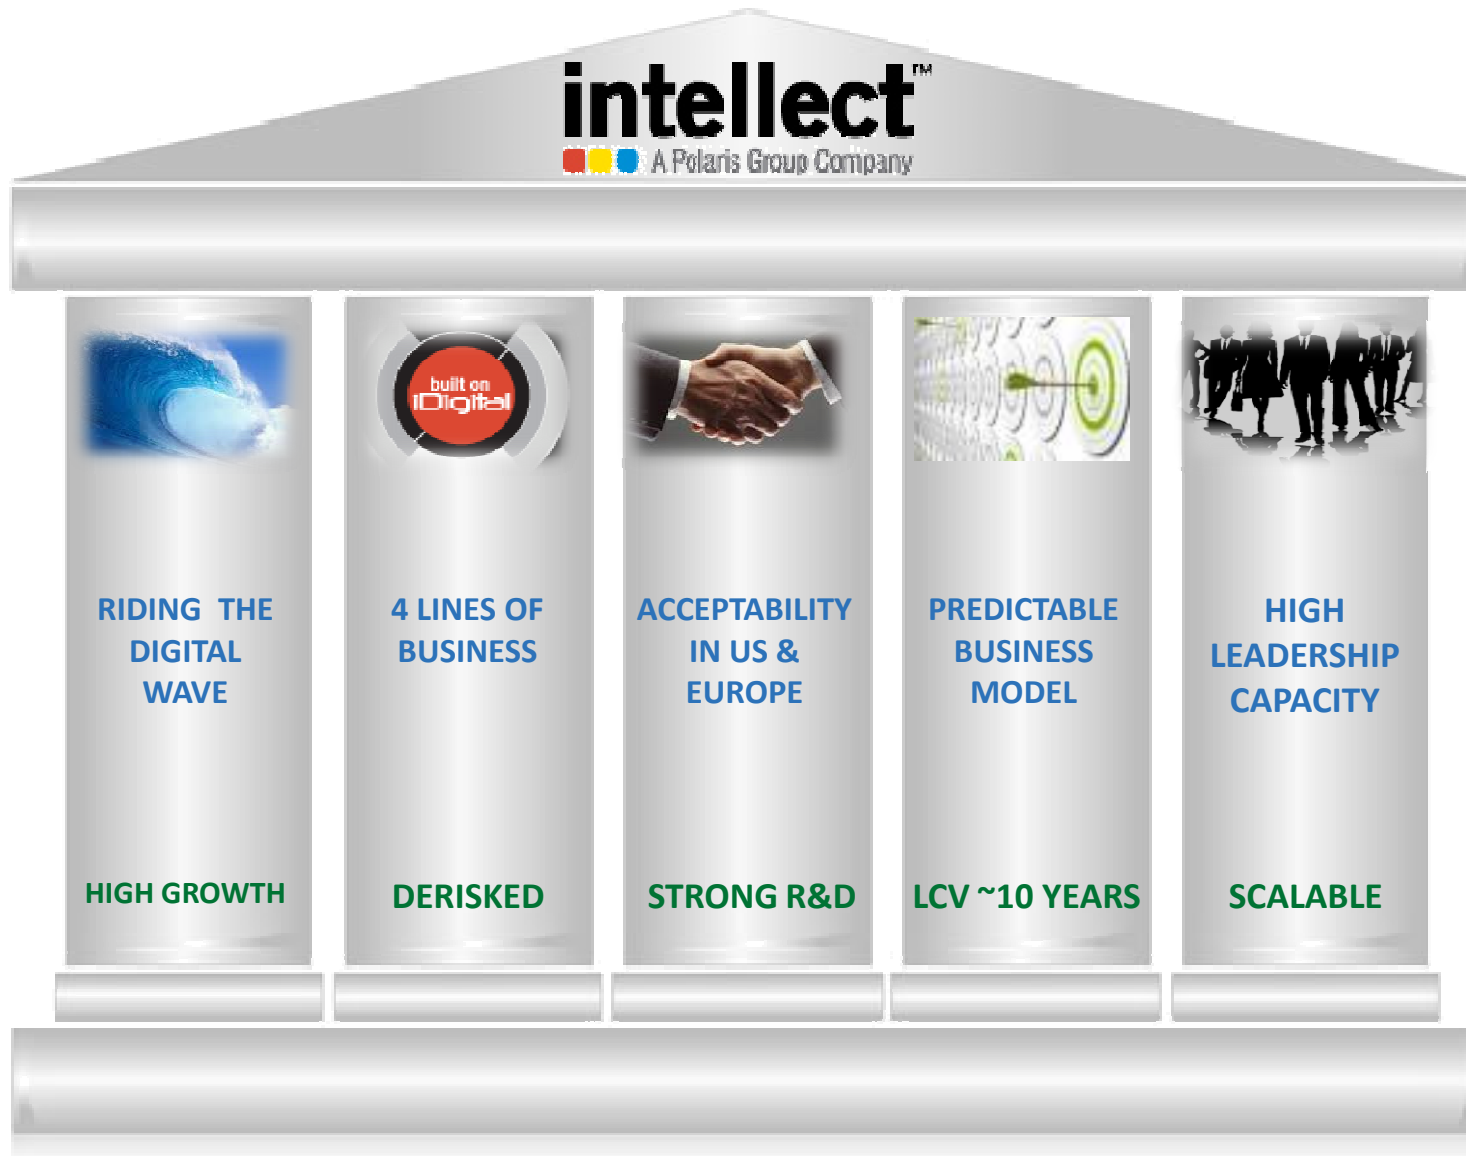 intellect™
A Polaris Group Company
built on
iDigital
RIDING THE
DIGITAL
WAVE
HIGH GROWTH
4 LINES OF
BUSINESS
DERISKED
ACCEPTABILITY
IN US &
EUROPE
STRONG R&D
PREDICTABLE
BUSINESS
MODEL
LCV ~10 YEARS
HIGH
LEADERSHIP
CAPACITY
SCALABLE